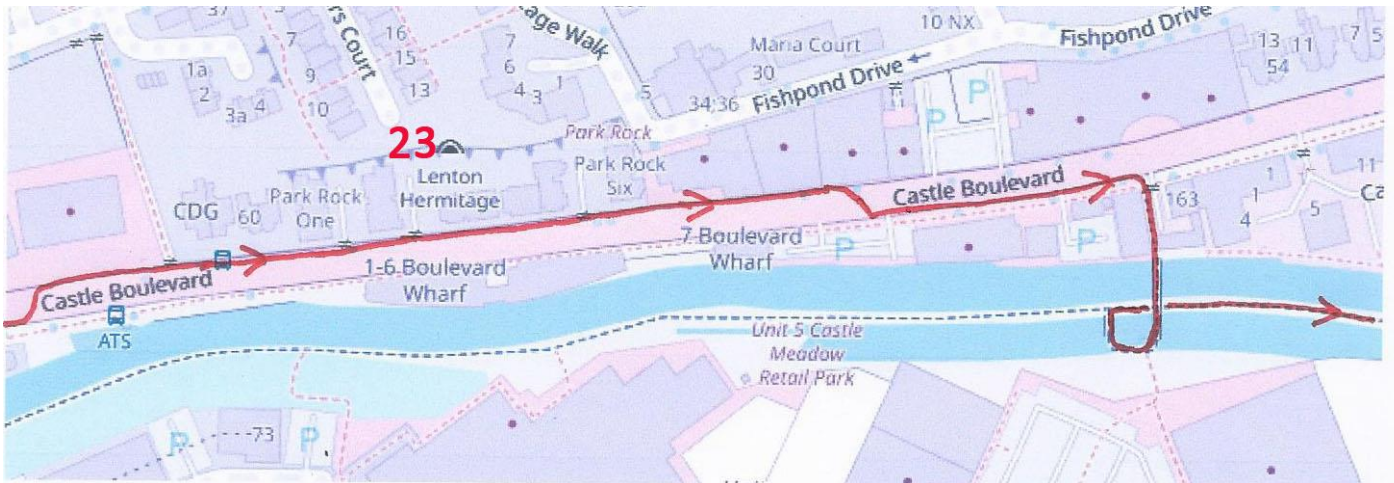 37
7
1a
2
3a
4
9
10
rs Court
16
15
13
7
6
4
3
1
age Walk
5
34;36
Maria Court
30
10 NX
Fishpond Drive
Fishpond Drive
13
11
54
7
5
P
P
23
Lenton
Hermitage
Park Rock
Park Rock
Six
Park Rock
One
CDG
60
Castle Boulevard
Castle Boulevard
ATS
1-6 Boulevard
Wharf
7 Boulevard
Wharf
P
P
163
1
1
4
5
11
Ca
Unit 5 Castle
Meadow
Retail Park
P
73
P